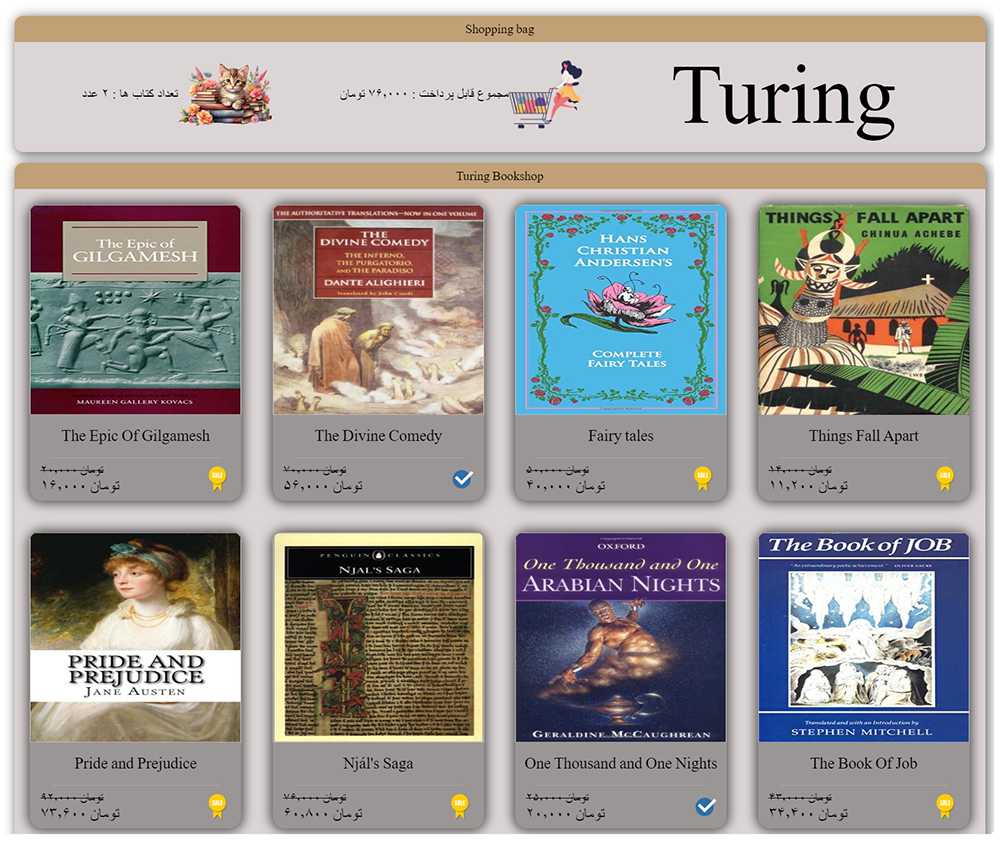 Shopping bag
Turing
مجموع قابل پرداخت : ۷۶,۰۰۰ تومان
تعداد کتاب ها : ۲ عدد
Turing Bookshop
The Epic of
GILGAMESH
MAUREEN GALLERY KOVACS
The Epic Of Gilgamesh
۲۰,۰۰۰ تومان
۱۶,۰۰۰ تومان
SALE
THE AUTHORITATIVE TRANSLATIONS—NOW IN ONE VOLUME
THE
DIVINE COMEDY
THE INFERNO,
THE PURGATORIO,
AND THE PARADISO
DANTE ALIGHIERI
Translated by John Ciardi
The Divine Comedy
۷۰,۰۰۰ تومان
۵۶,۰۰۰ تومان
HANS
CHRISTIAN
ANDERSEN'S
COMPLETE
FAIRY TALES
Fairy tales
۵۰,۰۰۰ تومان
۴۰,۰۰۰ تومان
SALE
THINGS FALL APART
CHINUA ACHEBE
Things Fall Apart
۱۴,۰۰۰ تومان
۱۱,۲۰۰ تومان
SALE
PRIDE AND
PREJUDICE
JANE AUSTEN
Pride and Prejudice
۹۲,۰۰۰ تومان
۷۳,۶۰۰ تومان
SALE
PENGUIN CLASSICS
NJAL'S SAGA
Njál's Saga
۷۶,۰۰۰ تومان
۶۰,۸۰۰ تومان
SALE
OXFORD
One Thousand and One
ARABIAN NIGHTS
GERALDINE MCCAUGHREAN
One Thousand and One Nights
۲۵,۰۰۰ تومان
۲۰,۰۰۰ تومان
The Book of JOB
"An extraordinary poetic achievement." OLIVER SACKS
Translated and with an Introduction by
STEPHEN MITCHELL
The Book Of Job
۴۳,۰۰۰ تومان
۳۴,۴۰۰ تومان
SALE